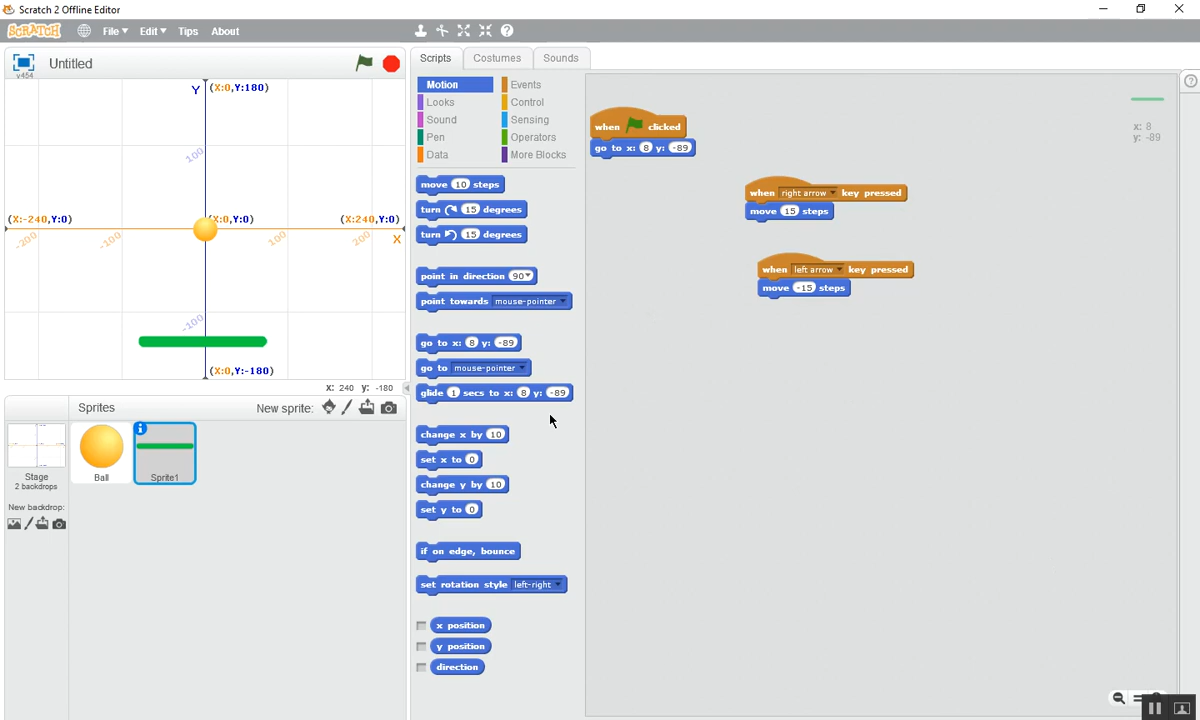 Scratch 2 Offline Editor
SCRATCH File▾ Edit▾ Tips About
v454
Untitled
Y (X:0,Y:180)
100
(X:-240,Y:0) (X:0,Y:0) (X:240,Y:0)
-200 -100 100 200 X
-100
(X:0,Y:-180)
x: 240 y: -180
Sprites New sprite:
Stage
2 backdrops
New backdrop:
Ball
Sprite1
Scripts Costumes Sounds
Motion Events
Looks Control
Sound Sensing
Pen Operators
Data More Blocks
move 10 steps
turn 15 degrees
turn 15 degrees
point in direction 90▾
point towards mouse-pointer
go to x: 8 y: -89
go to mouse-pointer
glide 1 secs to x: 8 y: -89
change x by 10
set x to 0
change y by 10
set y to 0
if on edge, bounce
set rotation style left-right
x position
y position
direction
when clicked
go to x: 8 y: -89
when right arrow key pressed
move 15 steps
when left arrow key pressed
move -15 steps
x: 8
y: -89